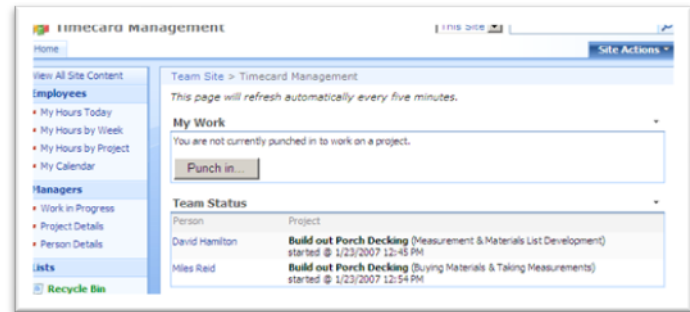 Timecard Management
This Site
Home
Site Actions
View All Site Content
Employees
My Hours Today
My Hours by Week
My Hours by Project
My Calendar
Managers
Work in Progress
Project Details
Person Details
Lists
Recycle Bin
Team Site > Timecard Management
This page will refresh automatically every five minutes.
My Work
You are not currently punched in to work on a project.
Punch in...
Team Status
Person Project
David Hamilton Build out Porch Decking (Measurement & Materials List Development)
started @ 1/23/2007 12:45 PM
Miles Reid Build out Porch Decking (Buying Materials & Taking Measurements)
started @ 1/23/2007 12:54 PM